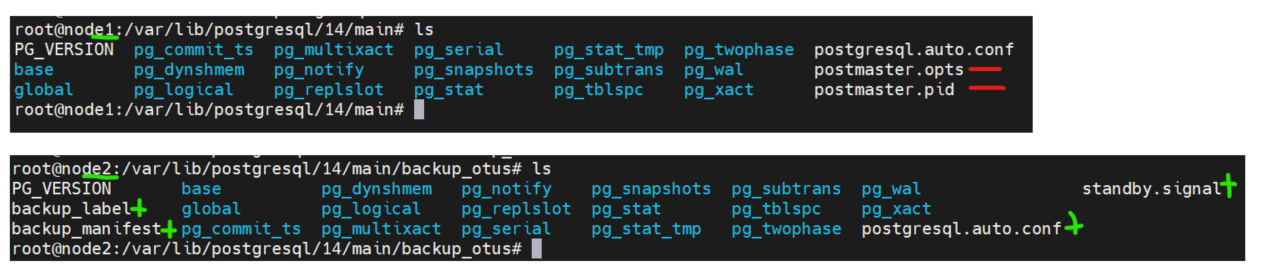 root@node1:/var/lib/postgresql/14/main# ls
PG_VERSION pg_commit_ts pg_multixact pg_serial pg_stat_tmp pg_twophase postgresql.auto.conf
base pg_dynshmem pg_notify pg_snapshots pg_subtrans pg_wal postmaster.opts
global pg_logical pg_replslot pg_stat pg_tblspc pg_xact postmaster.pid
root@node1:/var/lib/postgresql/14/main#
root@node2:/var/lib/postgresql/14/main/backup_otus# ls
PG_VERSION base pg_dynshmem pg_notify pg_snapshots pg_subtrans pg_wal standby.signal
backup_label global pg_logical pg_replslot pg_stat pg_tblspc pg_xact
backup_manifest pg_commit_ts pg_multixact pg_serial pg_stat_tmp pg_twophase postgresql.auto.conf
root@node2:/var/lib/postgresql/14/main/backup_otus#